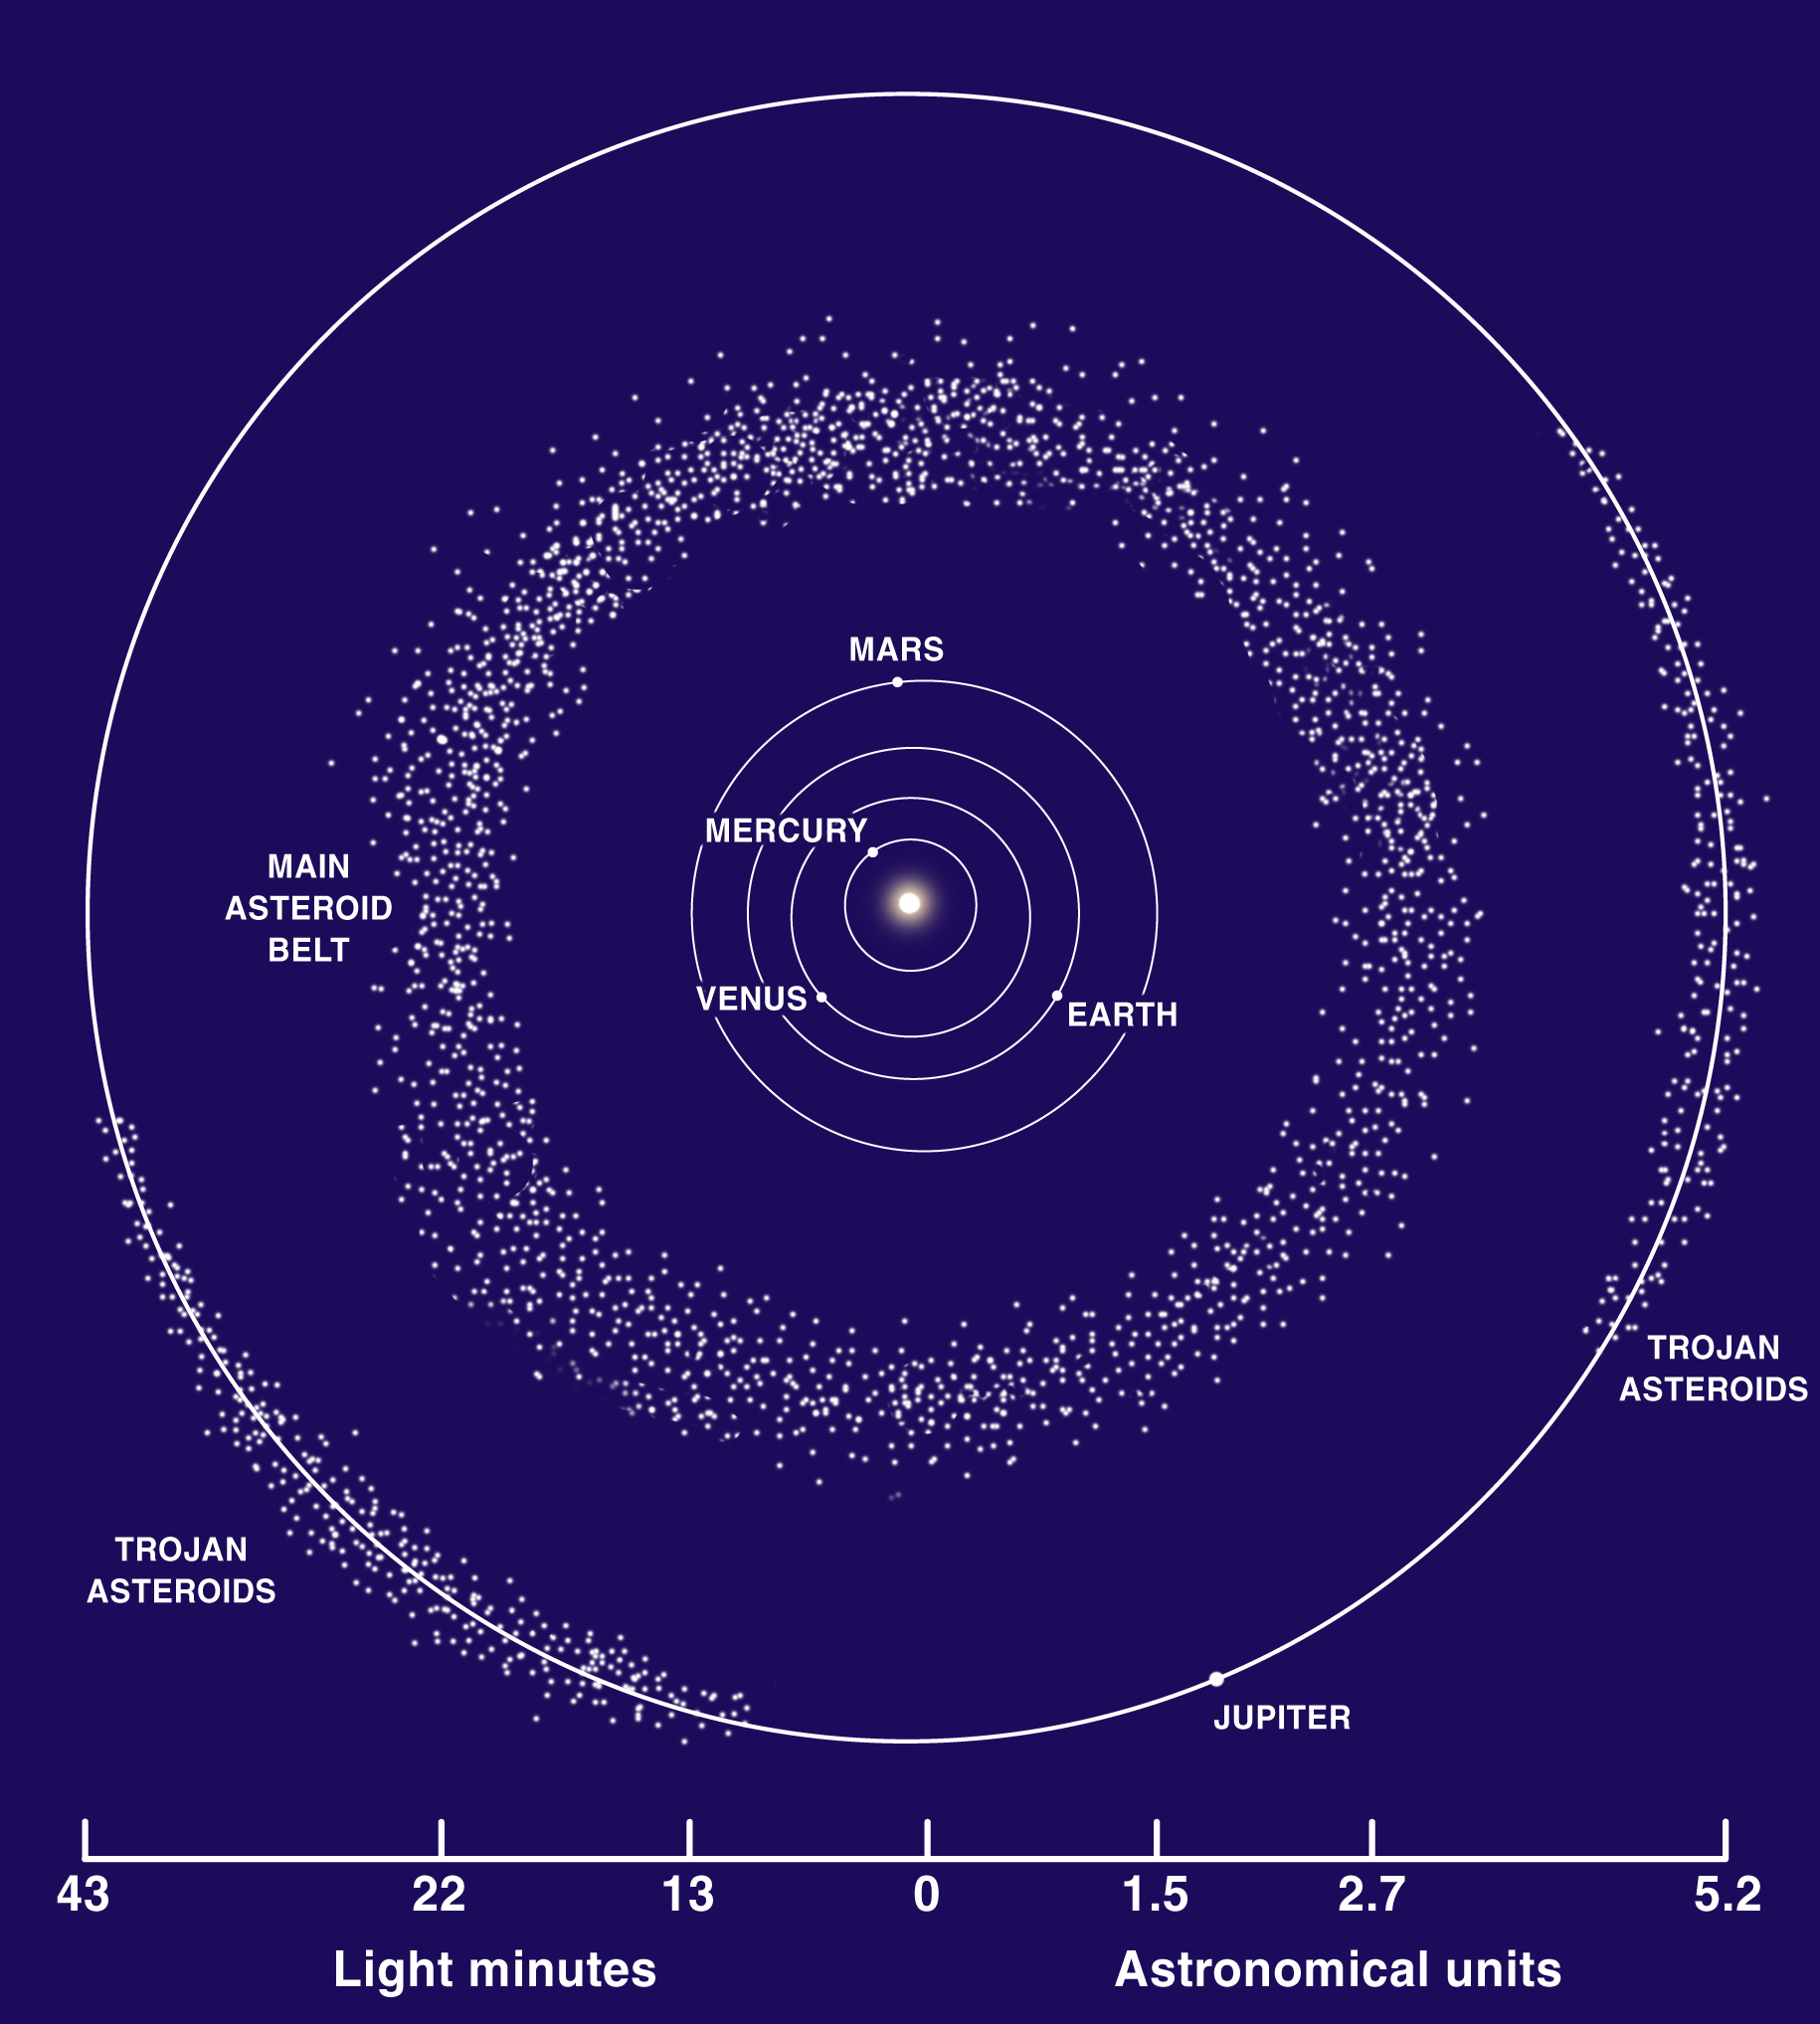 MARS
MERCURY
MAIN
ASTEROID
BELT
VENUS
EARTH
TROJAN
ASTEROIDS
TROJAN
ASTEROIDS
JUPITER
43 22 13 0 1.5 2.7 5.2
Light minutes Astronomical units